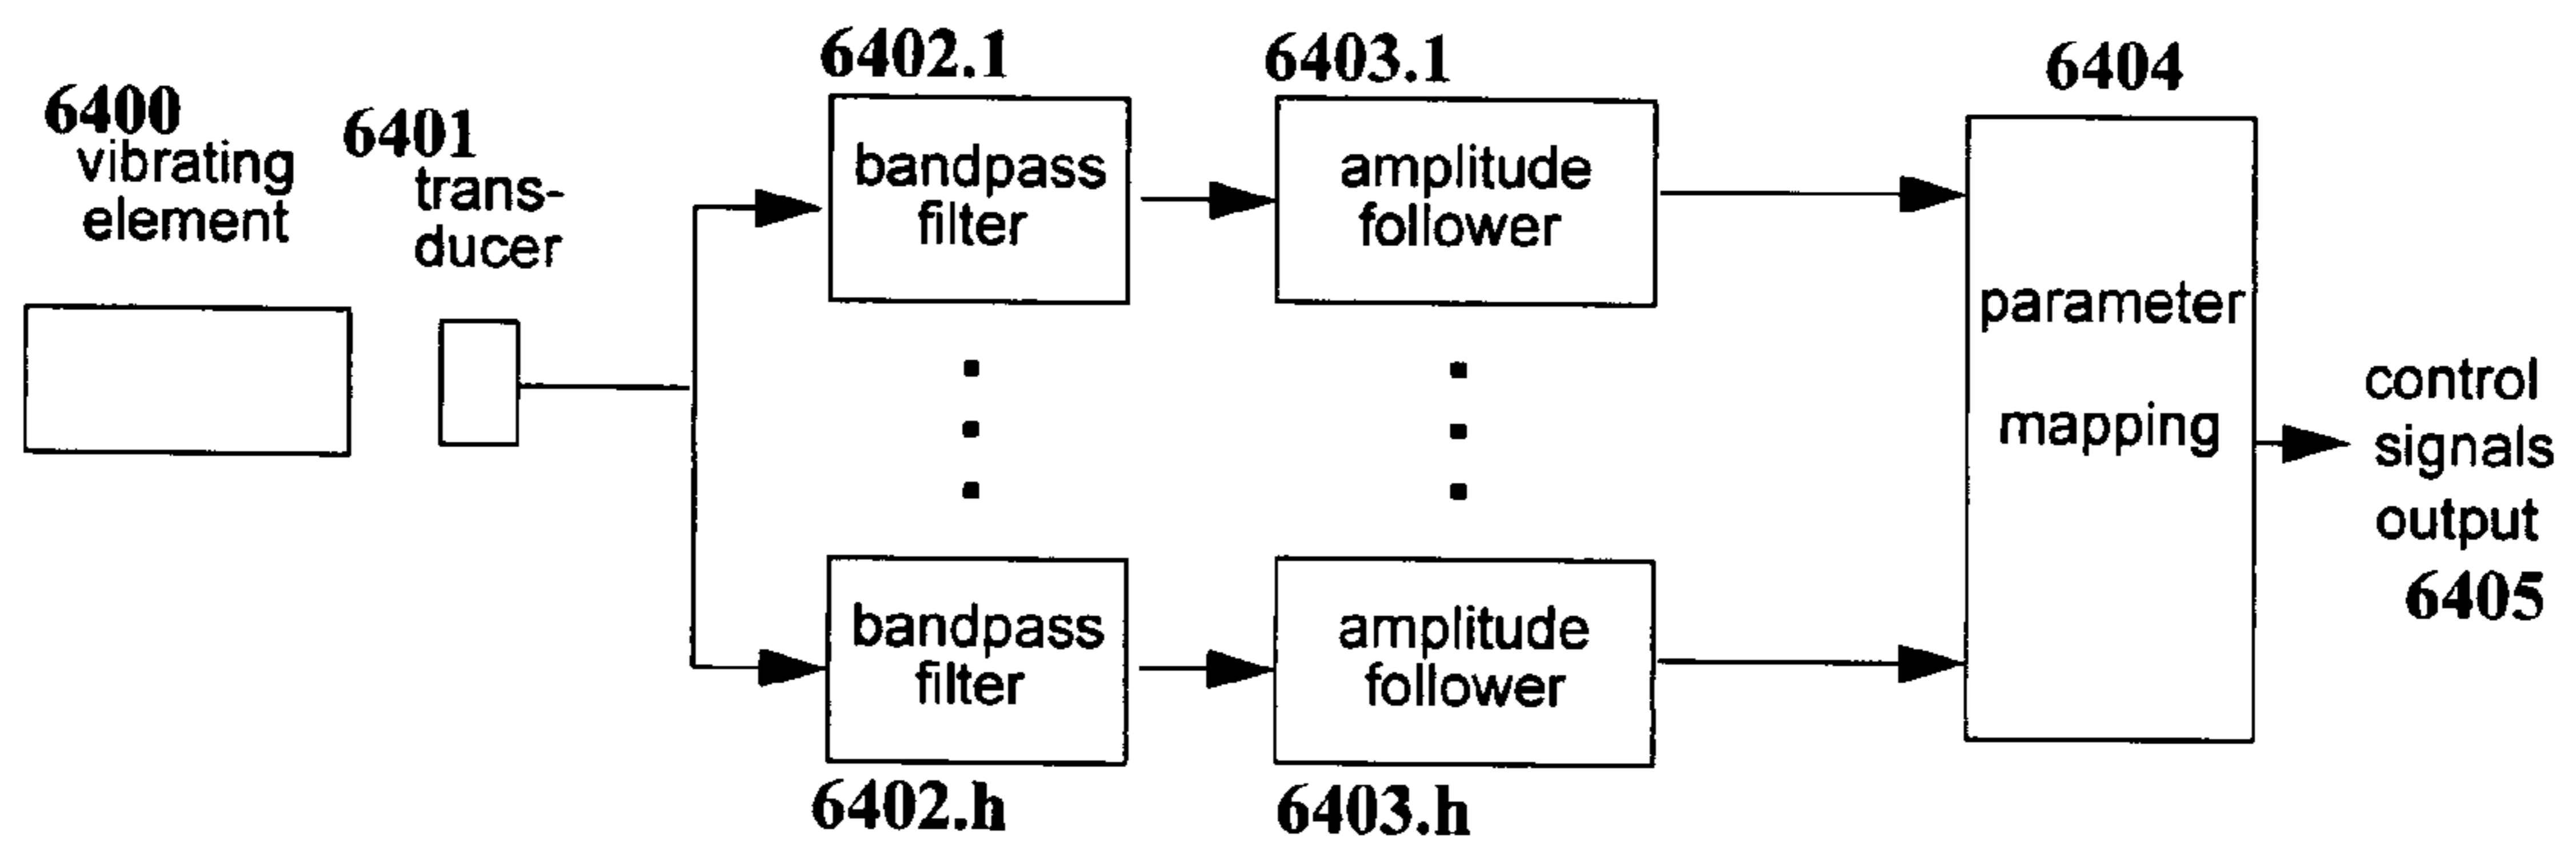 6400
vibrating
element
6401
trans-
ducer
6402.1
bandpass
filter
6403.1
amplitude
follower
6404
parameter
mapping
control
signals
output
6405
bandpass
filter
6402.h
amplitude
follower
6403.h